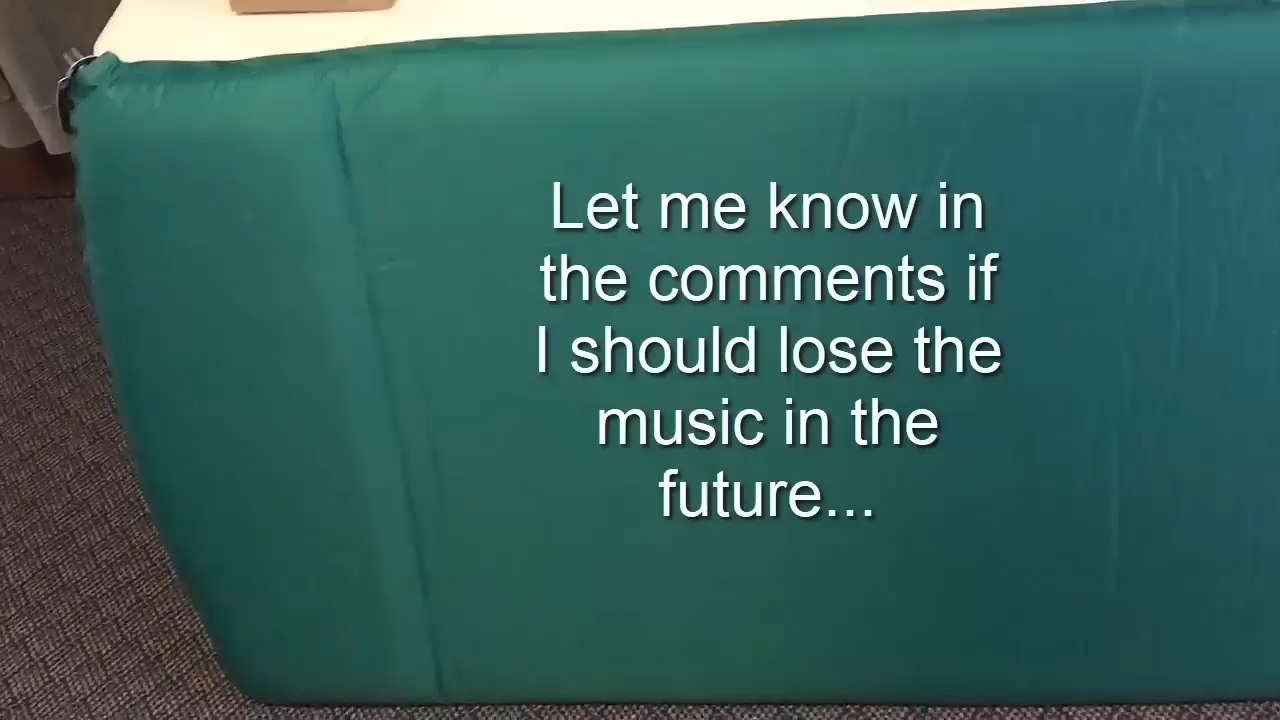 Let me know in
the comments if
I should lose the
music in the
future...